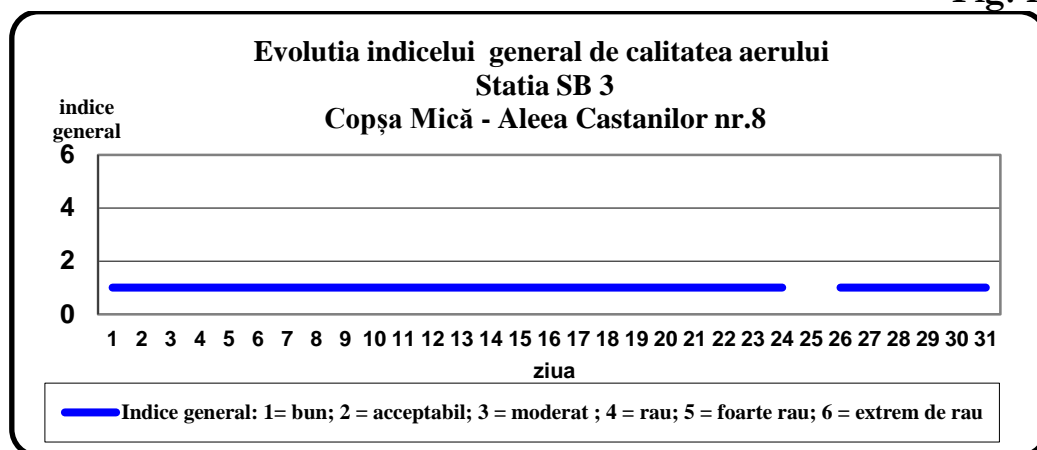 Evolutia indicelui general de calitatea aerului
Statia SB 3
Copșa Mică - Aleea Castanilor nr.8
indice
general
6
4
2
0
1 2 3 4 5 6 7 8 9 10 11 12 13 14 15 16 17 18 19 20 21 22 23 24 25 26 27 28 29 30 31
ziua
Indice general: 1= bun; 2 = acceptabil; 3 = moderat ; 4 = rau; 5 = foarte rau; 6 = extrem de rau